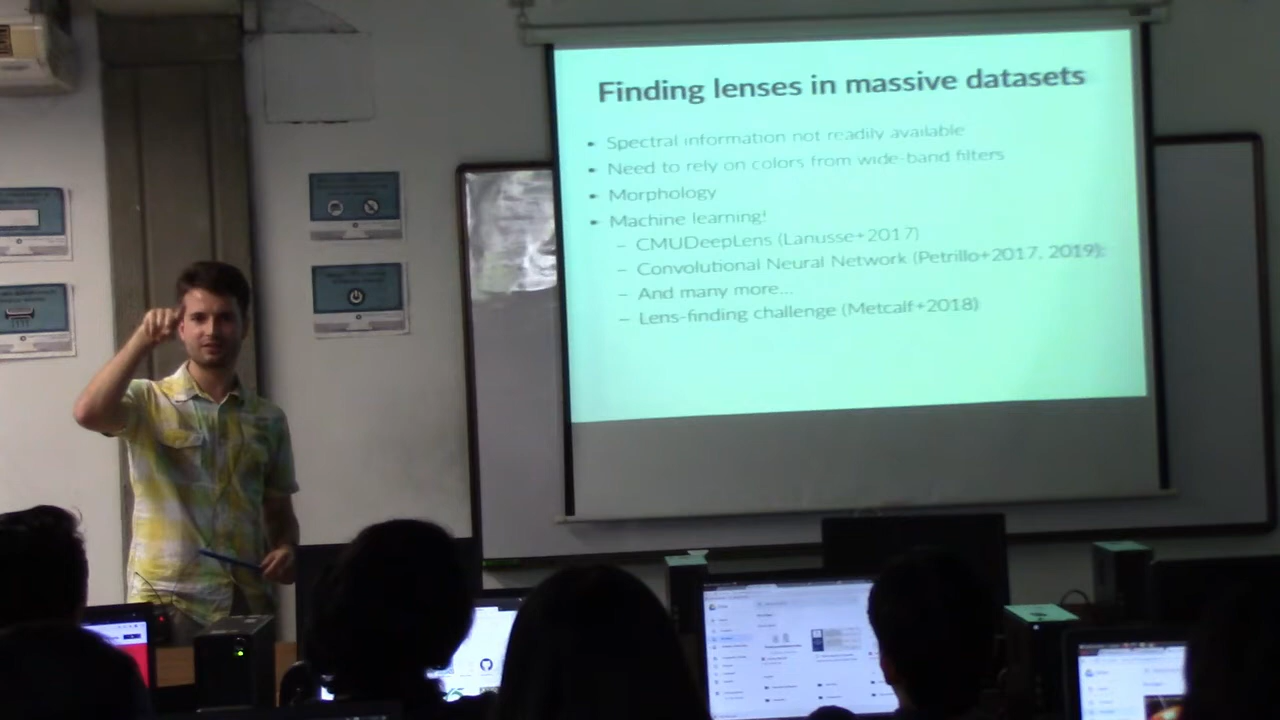 Finding lenses in massive datasets
• Spectral information not readily available
• Need to rely on colors from wide-band filters
• Morphology
• Machine learning!
– CMUDeepLens (Lanusse+2017)
– Convolutional Neural Network (Petrillo+2017, 2019);
– And many more...
– Lens-finding challenge (Metcalf+2018)